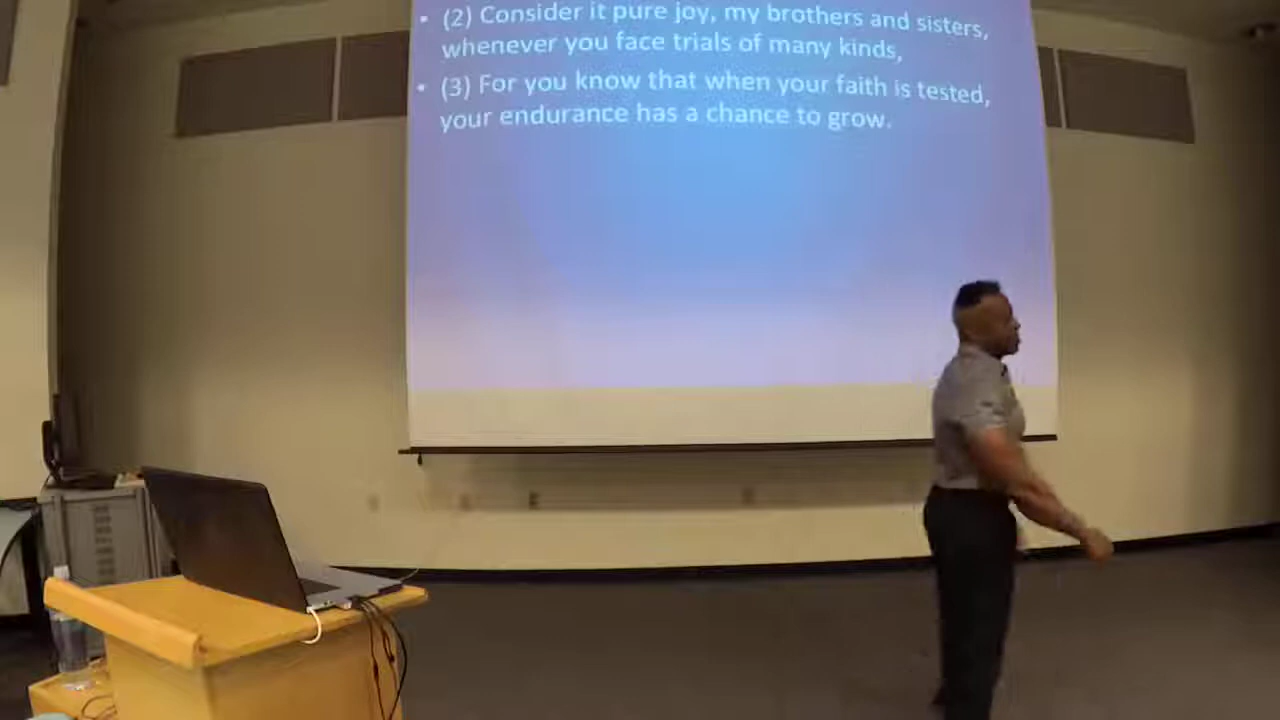 • (2) Consider it pure joy, my brothers and sisters,
whenever you face trials of many kinds,
• (3) For you know that when your faith is tested,
your endurance has a chance to grow.